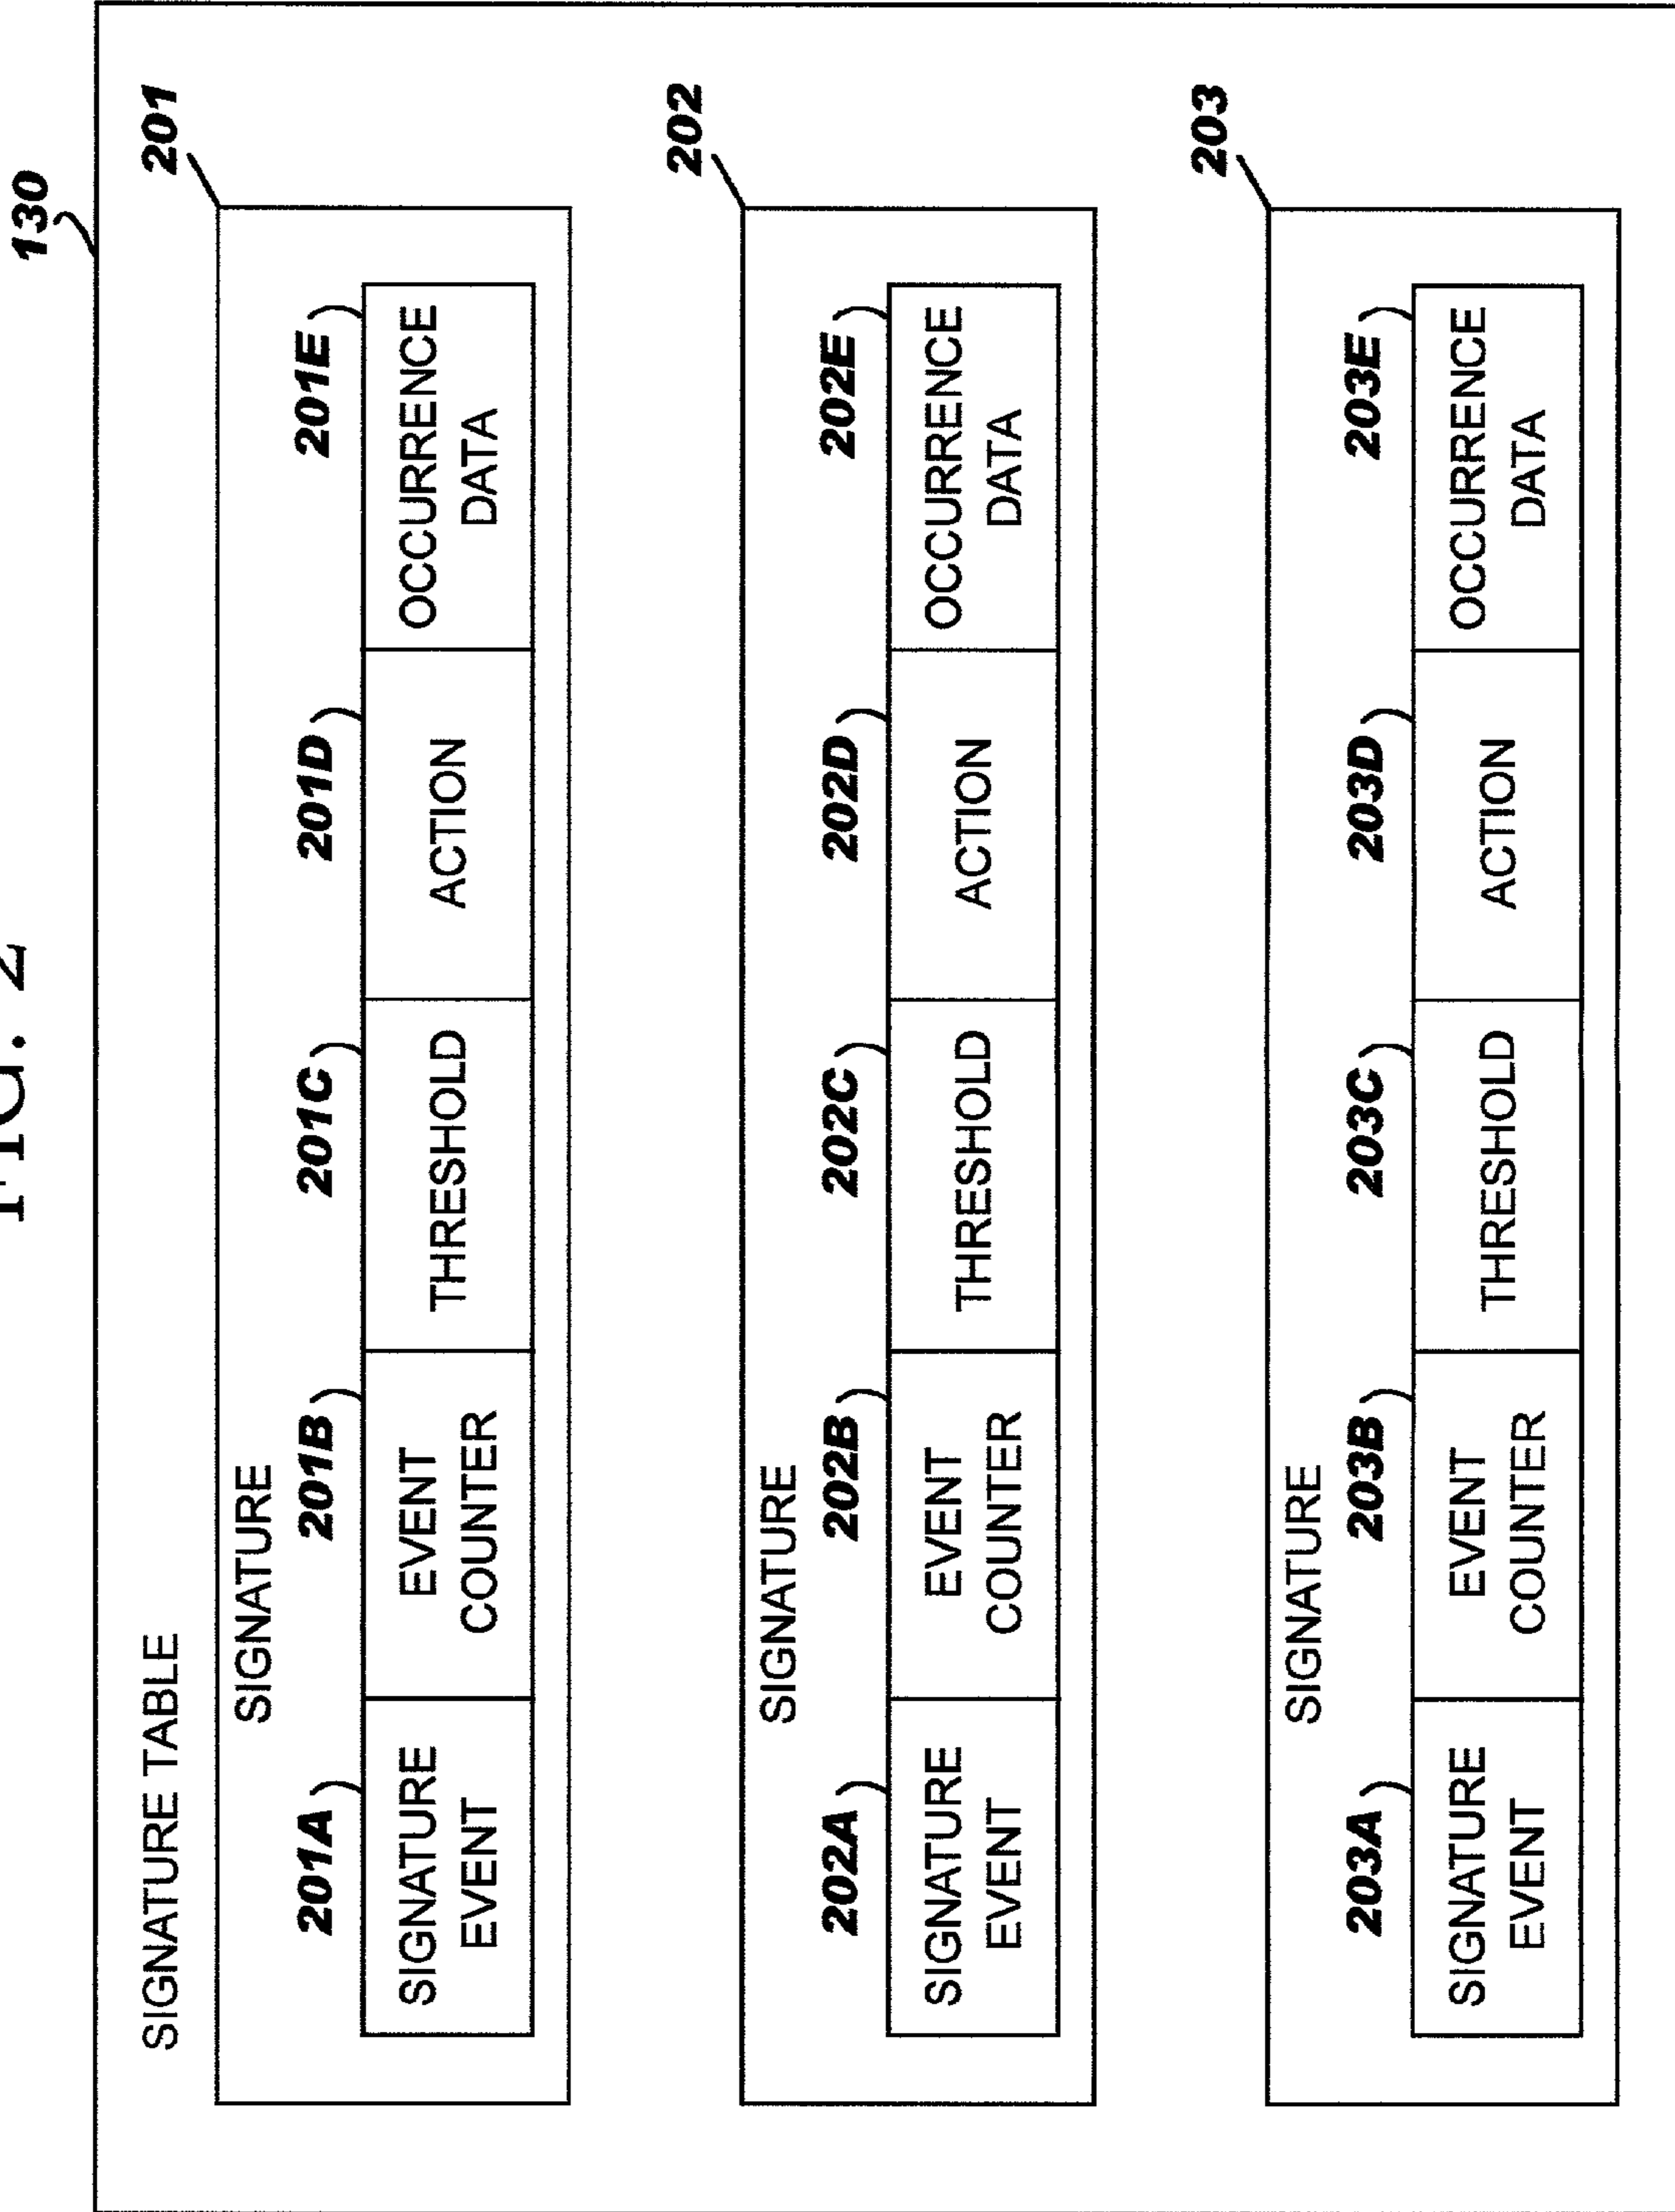 FIG. 2
130
SIGNATURE TABLE
201
SIGNATURE
201A 201B 201C 201D 201E
SIGNATURE EVENT COUNTER THRESHOLD ACTION OCCURRENCE
EVENT COUNTER DATA
202
SIGNATURE
202A 202B 202C 202D 202E
SIGNATURE EVENT THRESHOLD ACTION OCCURRENCE
EVENT COUNTER DATA
203
SIGNATURE
203A 203B 203C 203D 203E
SIGNATURE EVENT THRESHOLD ACTION OCCURRENCE
EVENT COUNTER DATA